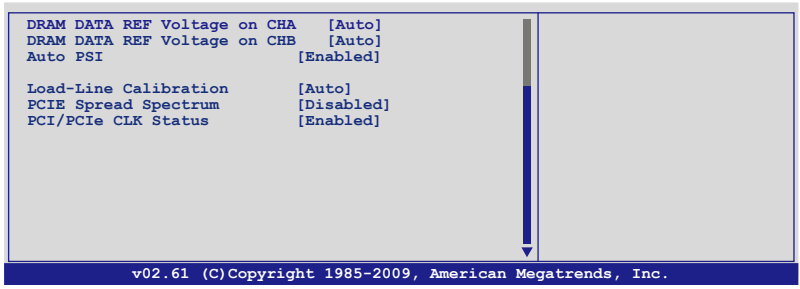 DRAM DATA REF Voltage on CHA [Auto]
DRAM DATA REF Voltage on CHB [Auto]
Auto PSI [Enabled]
Load-Line Calibration [Auto]
PCIE Spread Spectrum [Disabled]
PCI/PCIe CLK Status [Enabled]
v02.61 (C)Copyright 1985-2009, American Megatrends, Inc.